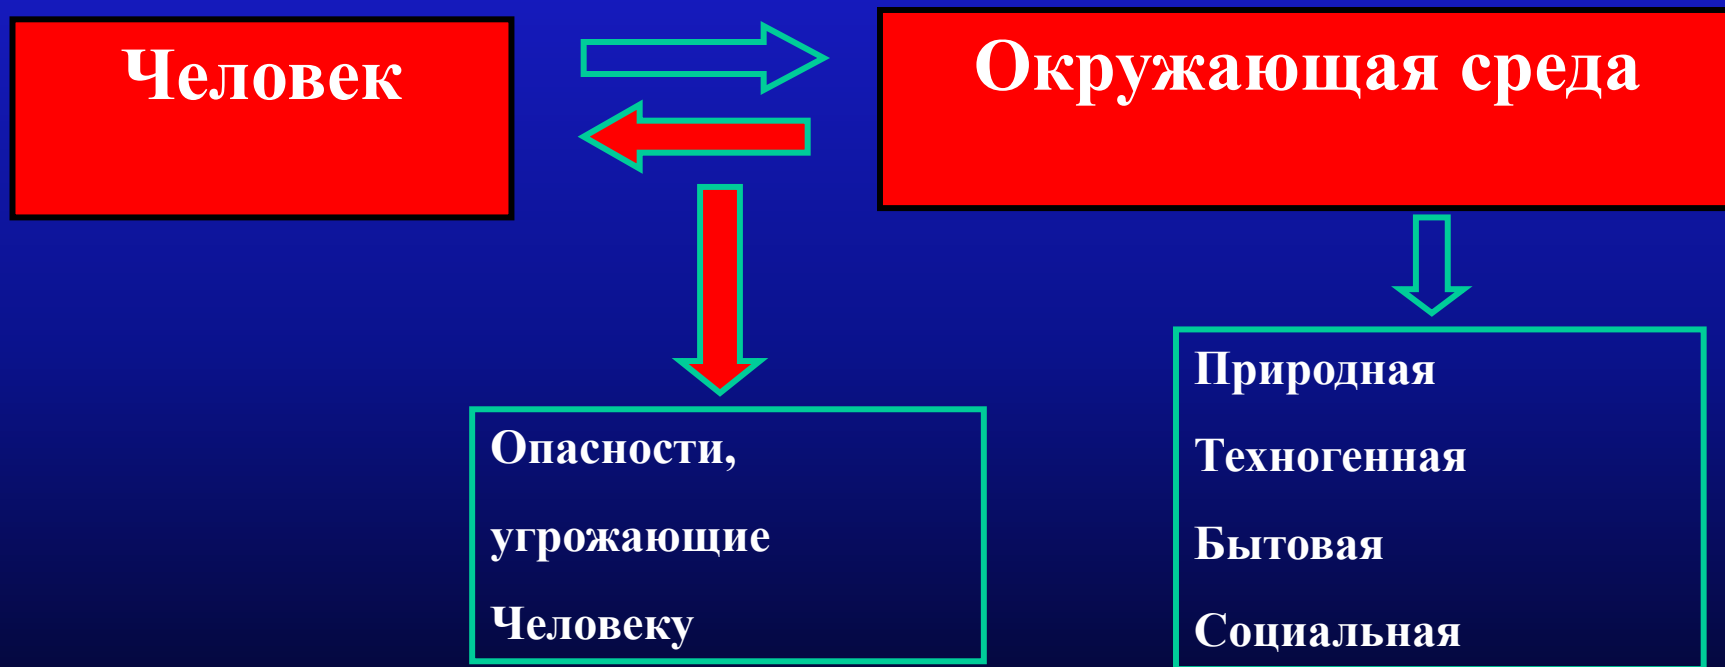 Человек
Окружающая среда
Опасности,
угрожающие
Человеку
Природная
Техногенная
Бытовая
Социальная